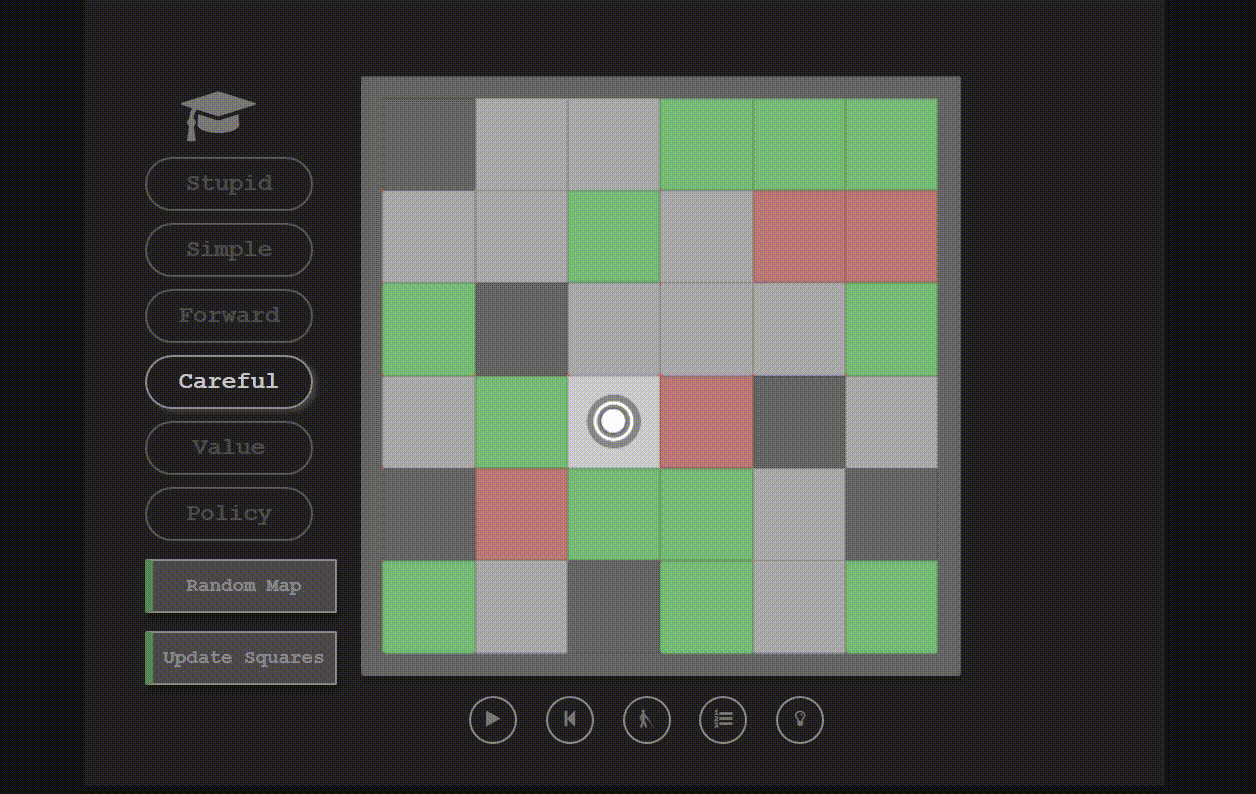 Stupid
Simple
Forward
Careful
Value
Policy
Random Map
Update Squares